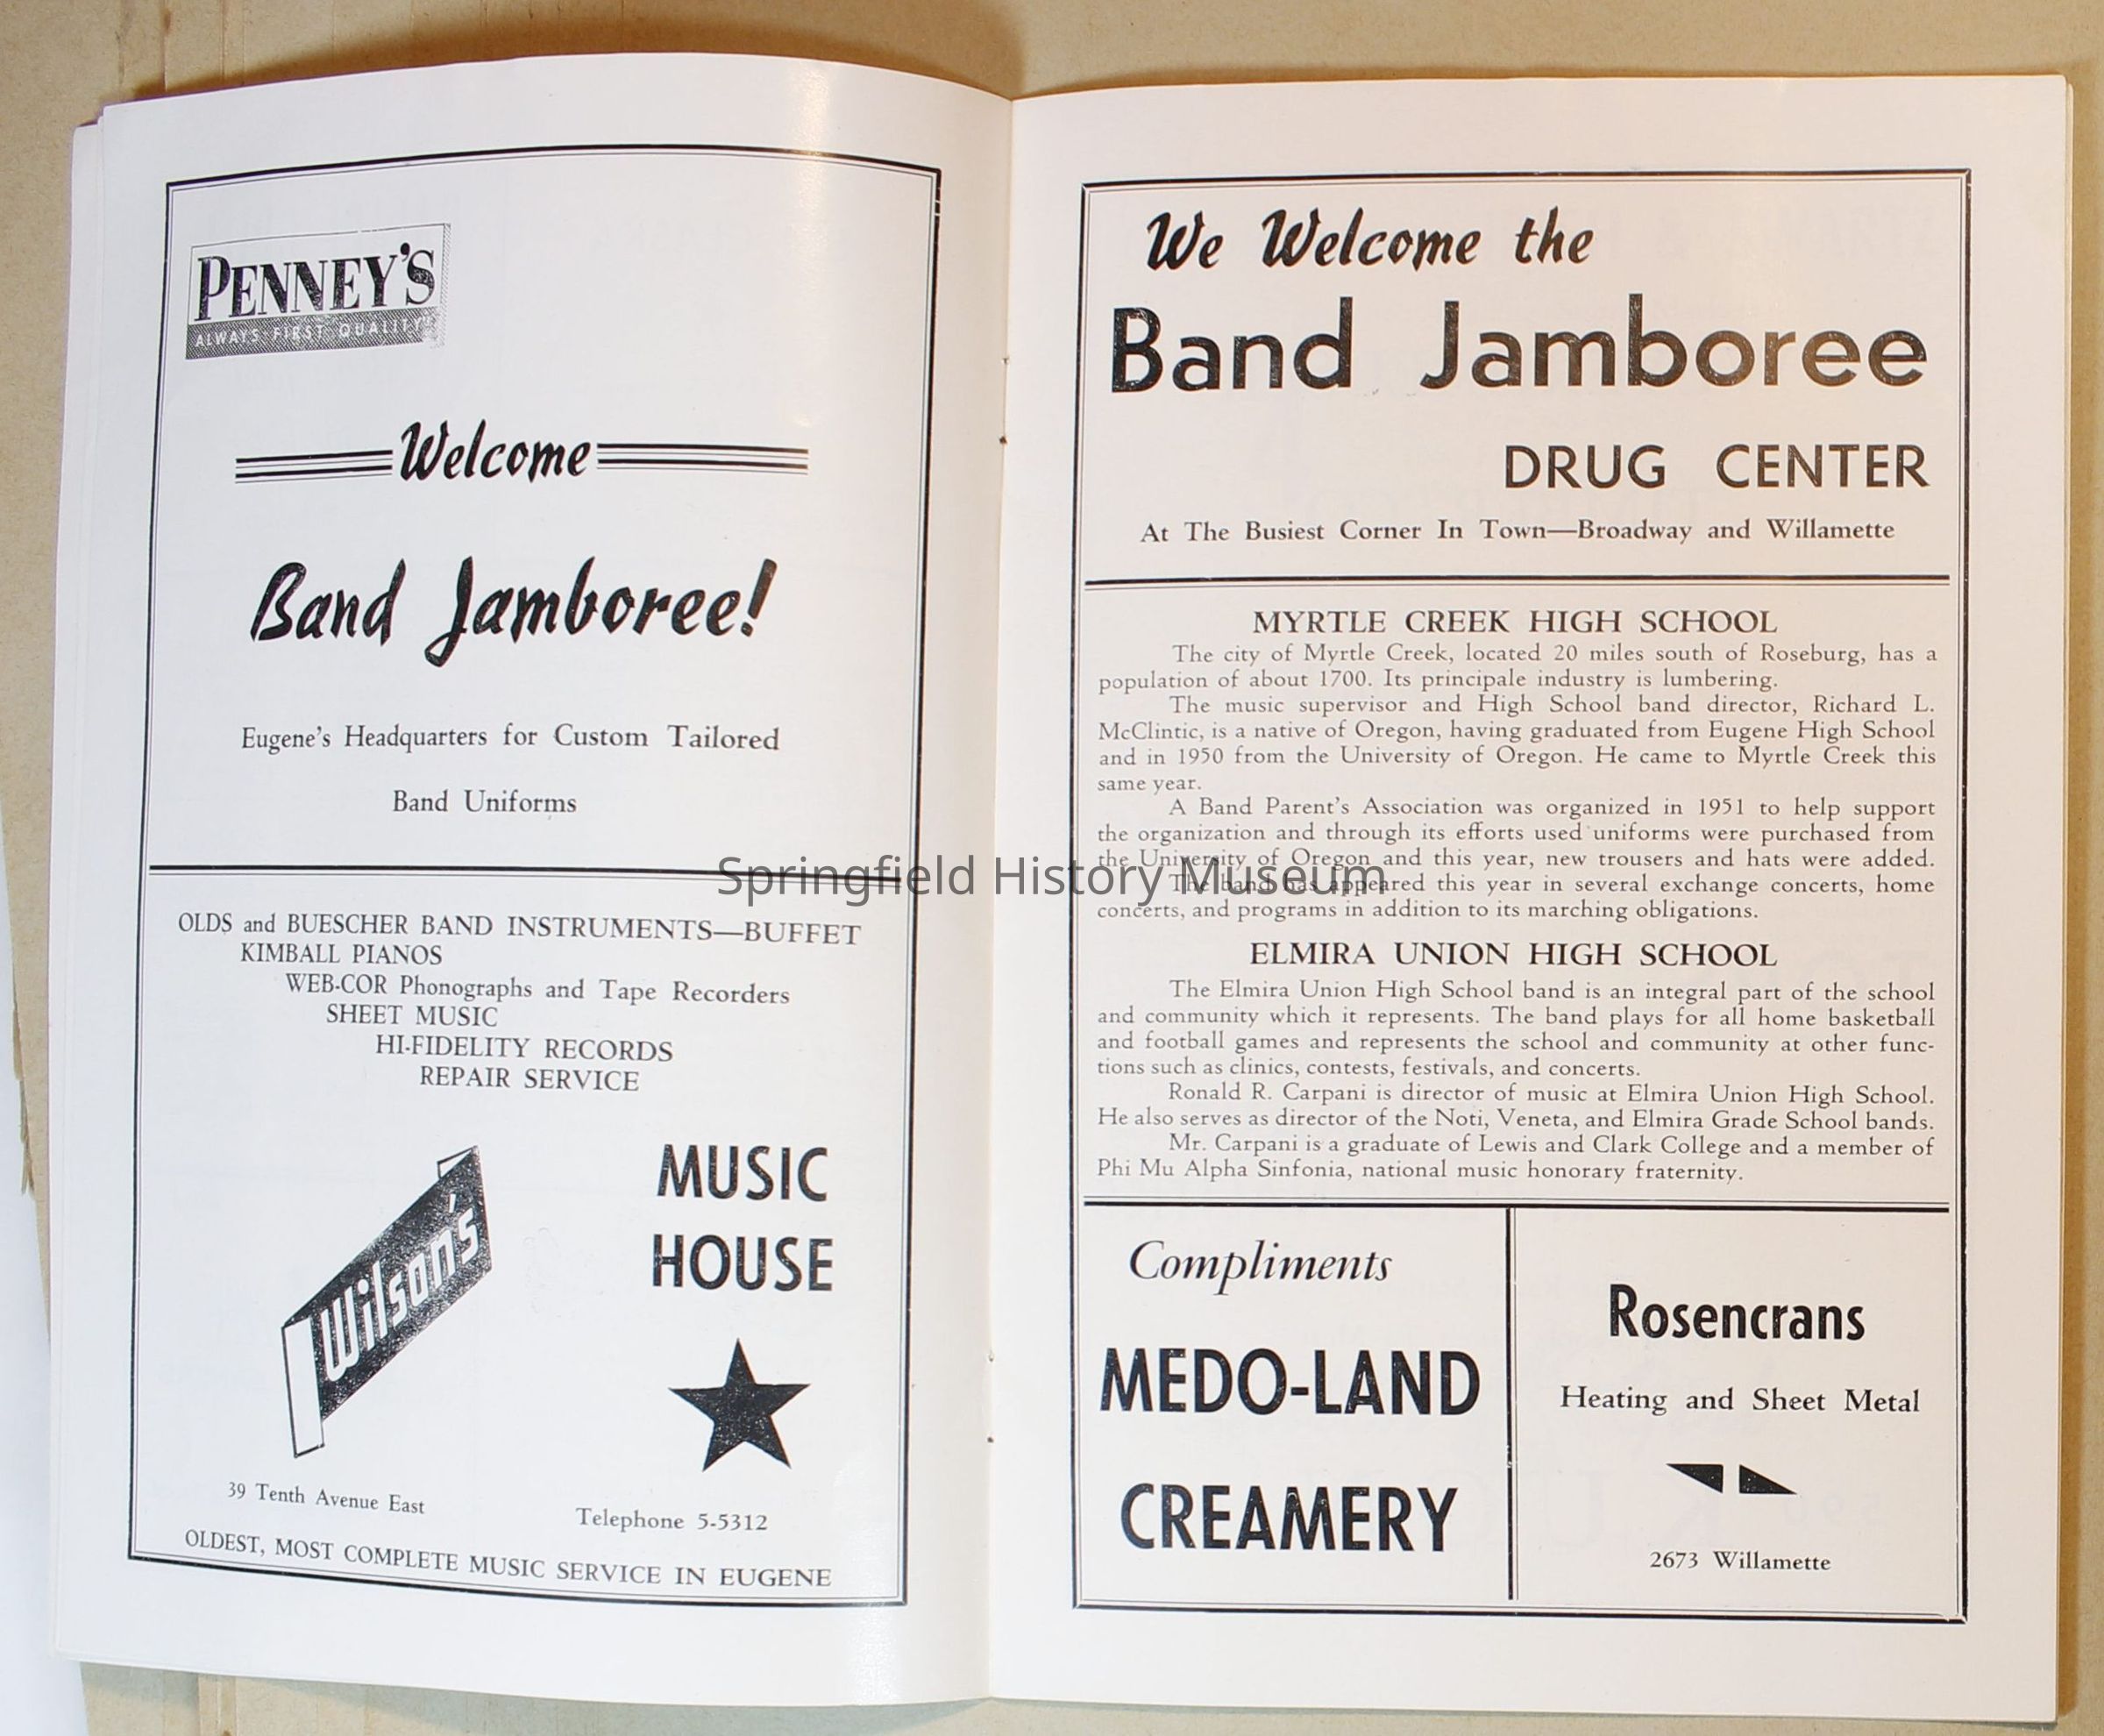 PENNEY'S
ALWAYS FIRST QUALITY
Welcome
Band Jamboree!
Eugene's Headquarters for Custom Tailored
Band Uniforms
OLDS and BUESCHER BAND INSTRUMENTS—BUFFET
KIMBALL PIANOS
WEB-COR Phonographs and Tape Recorders
SHEET MUSIC
HI-FIDELITY RECORDS
REPAIR SERVICE
Wilson's
MUSIC
HOUSE
39 Tenth Avenue East
Telephone 5-5312
OLDEST, MOST COMPLETE MUSIC SERVICE IN EUGENE
We Welcome the
Band Jamboree
DRUG CENTER
At The Busiest Corner In Town—Broadway and Willamette
MYRTLE CREEK HIGH SCHOOL
The city of Myrtle Creek, located 20 miles south of Roseburg, has a
population of about 1700. Its principale industry is lumbering.
The music supervisor and High School band director, Richard L.
McClintic, is a native of Oregon, having graduated from Eugene High School
and in 1950 from the University of Oregon. He came to Myrtle Creek this
same year.
A Band Parent's Association was organized in 1951 to help support
the organization and through its efforts used uniforms were purchased from
the University of Oregon and this year, new trousers and hats were added.
The band has appeared this year in several exchange concerts, home
concerts, and programs in addition to its marching obligations.
ELMIRA UNION HIGH SCHOOL
The Elmira Union High School band is an integral part of the school
and community which it represents. The band plays for all home basketball
and football games and represents the school and community at other func-
tions such as clinics, contests, festivals, and concerts.
Ronald R. Carpani is director of music at Elmira Union High School.
He also serves as director of the Noti, Veneta, and Elmira Grade School bands.
Mr. Carpani is a graduate of Lewis and Clark College and a member of
Phi Mu Alpha Sinfonia, national music honorary fraternity.
Compliments
MEDO-LAND
CREAMERY
Rosencrans
Heating and Sheet Metal
2673 Willamette
Springfield History Museum